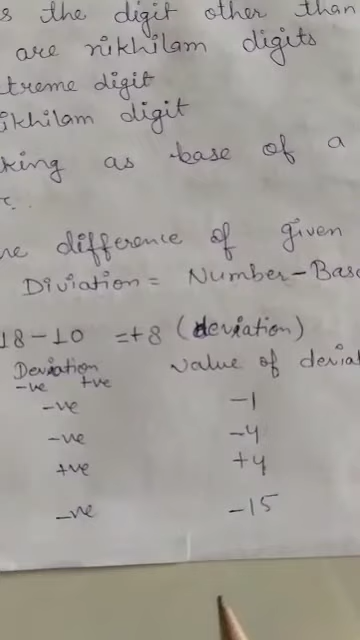 s the digit other than
are nikhilam digits
treme digit
ikhilam digit
king as base of a
he difference of given
Diviation = Number-Base
18-10 =+8 (deviation)
Deviation value of deviat
-ve +ve
-ve -1
-ve -4
+ve +4
-ve -15